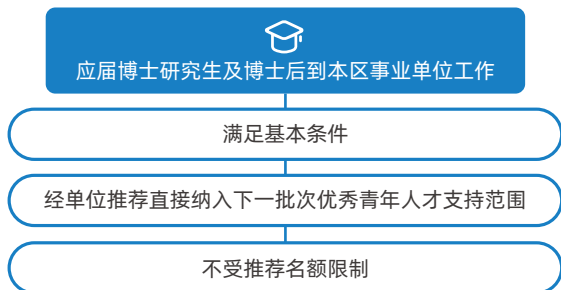 应届博士研究生及博士后到本区事业单位工作
满足基本条件
经单位推荐直接纳入下一批次优秀青年人才支持范围
不受推荐名额限制